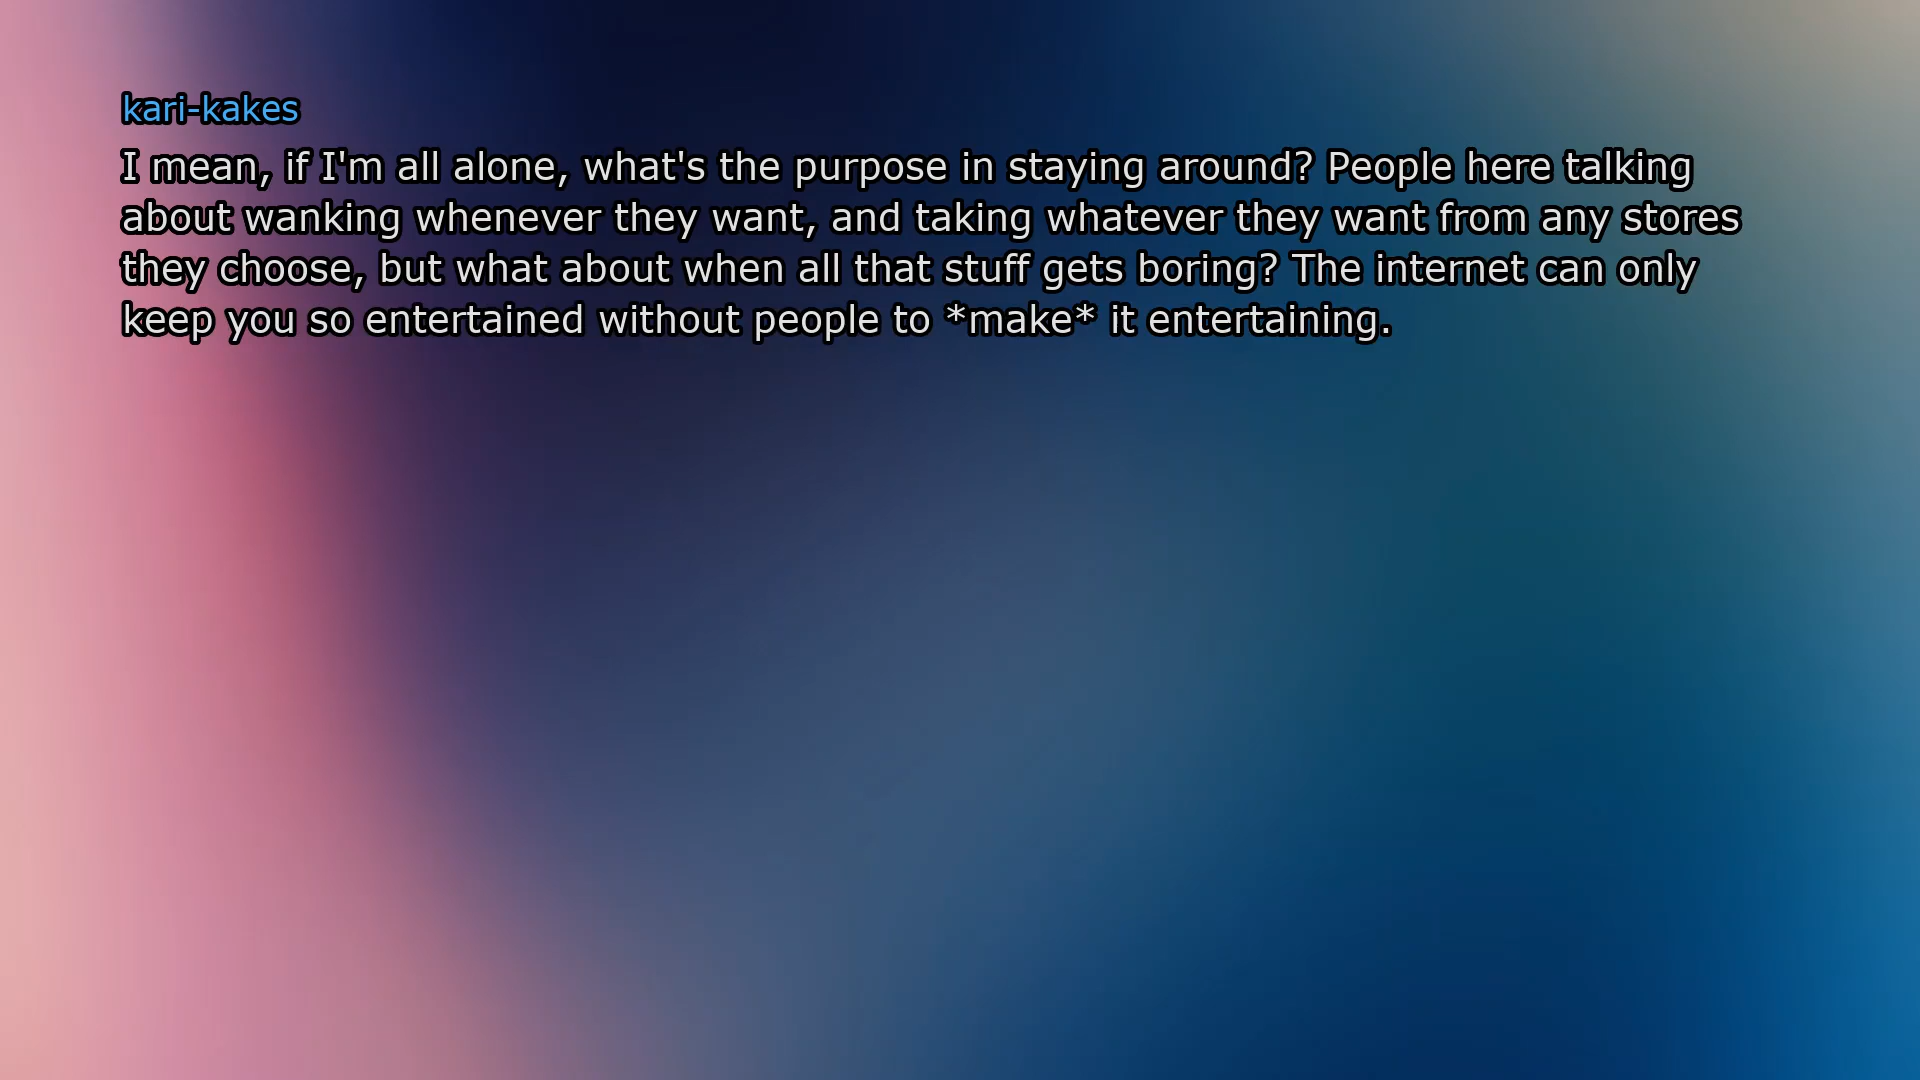 kari-kakes
I mean, if I'm all alone, what's the purpose in staying around? People here talking
about wanking whenever they want, and taking whatever they want from any stores
they choose, but what about when all that stuff gets boring? The internet can only
keep you so entertained without people to *make* it entertaining.